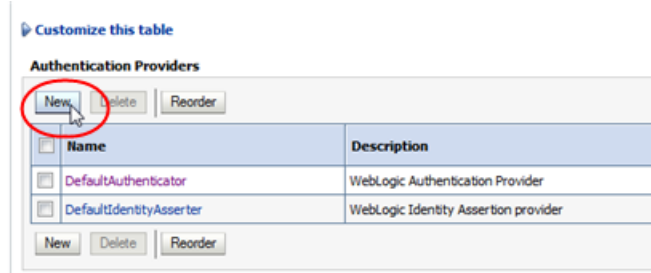 Customize this table
Authentication Providers
New Delete Reorder
Name Description
DefaultAuthenticator WebLogic Authentication Provider
DefaultIdentityAsserter WebLogic Identity Assertion provider
New Delete Reorder